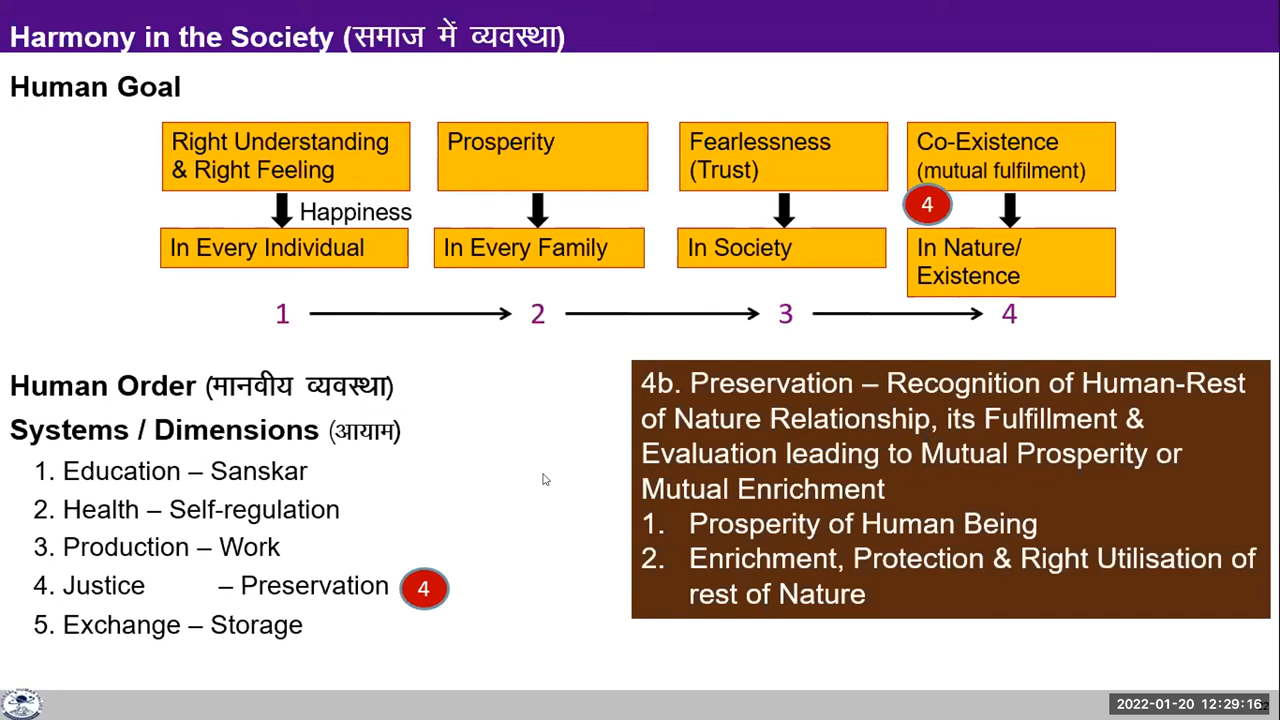 Harmony in the Society (समाज में व्यवस्था)
Human Goal
Right Understanding
& Right Feeling
Prosperity
Fearlessness
(Trust)
Co-Existence
(mutual fulfilment)
Happiness
4
In Every Individual
In Every Family
In Society
In Nature/
Existence
1
2
3
4
Human Order (मानवीय व्यवस्था)
Systems / Dimensions (आयाम)
1. Education – Sanskar
2. Health – Self-regulation
3. Production – Work
4. Justice – Preservation
4
5. Exchange – Storage
4b. Preservation – Recognition of Human-Rest
of Nature Relationship, its Fulfillment &
Evaluation leading to Mutual Prosperity or
Mutual Enrichment
1. Prosperity of Human Being
2. Enrichment, Protection & Right Utilisation of
rest of Nature
2022-01-20 12:29:16